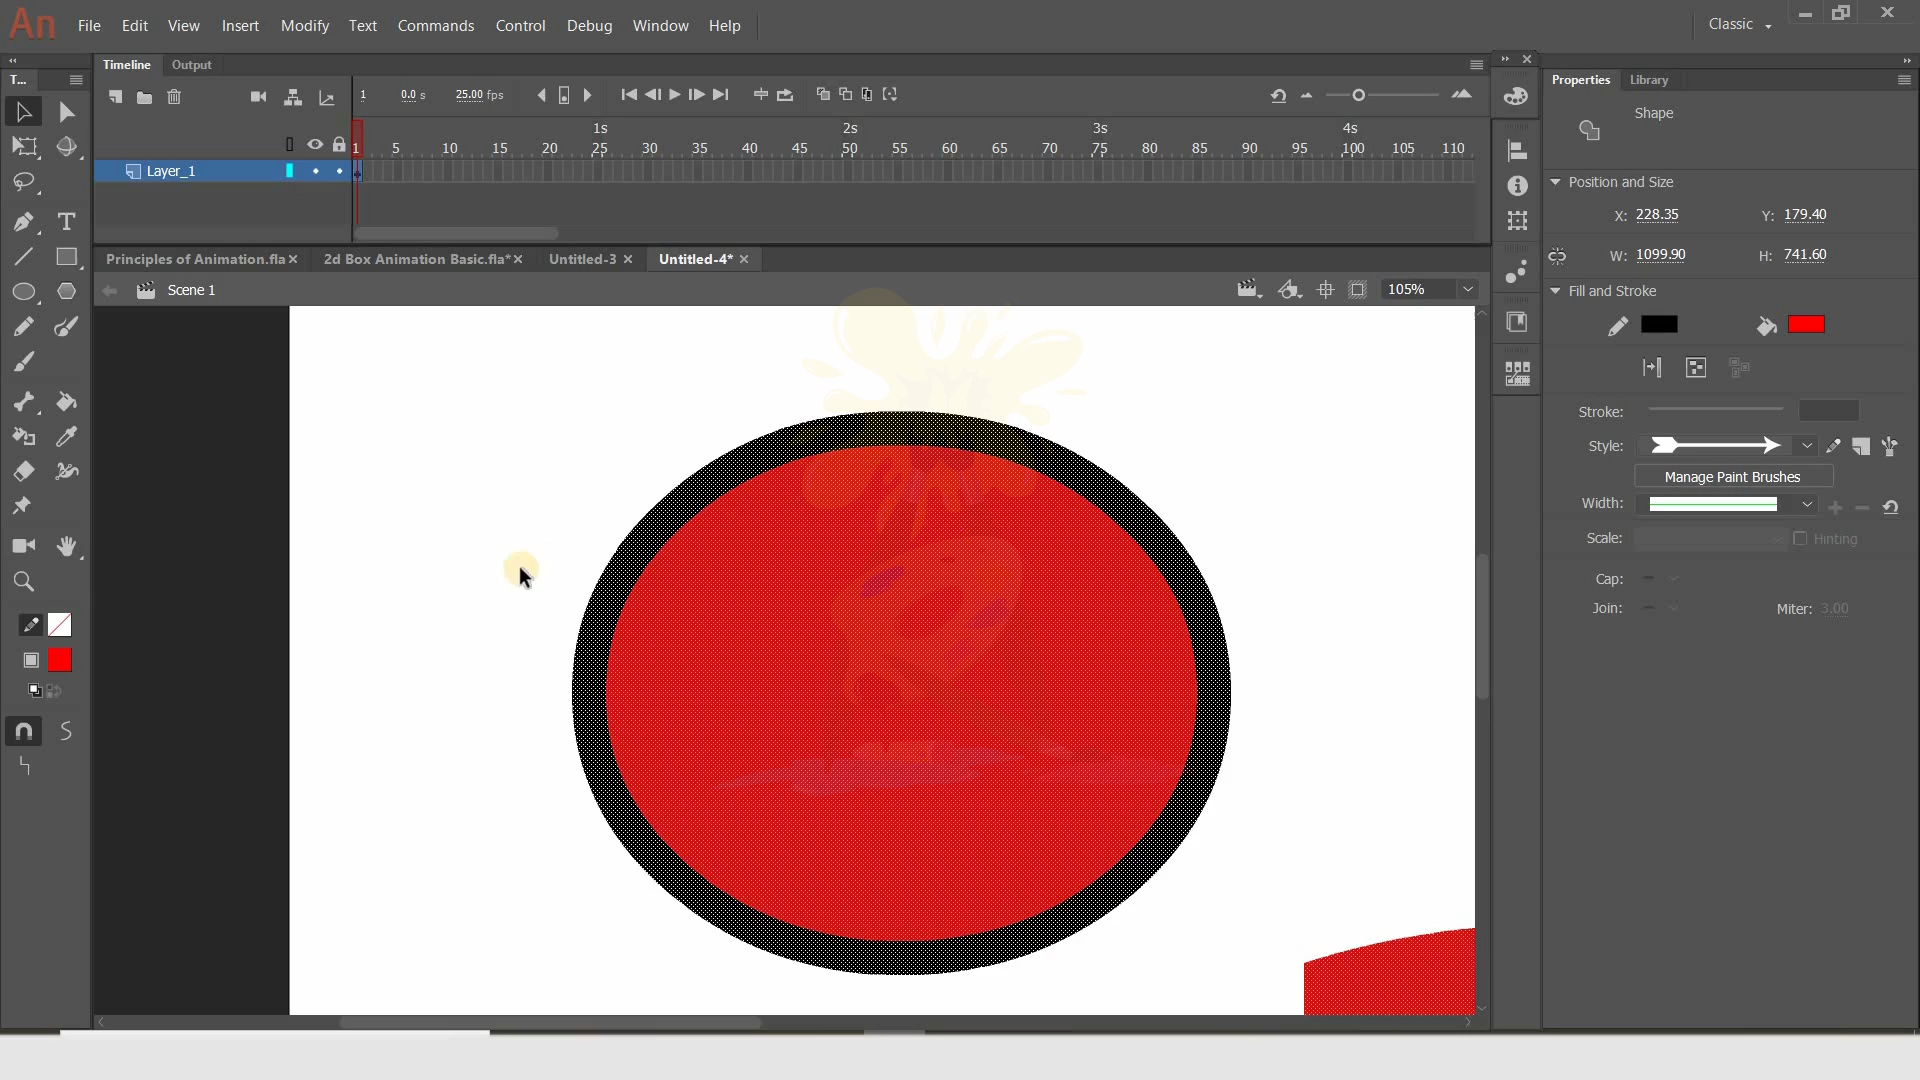 An File Edit View Insert Modify Text Commands Control Debug Window Help Classic
Timeline Output
T... Properties Library
1 0.0 s 25.00 fps
Shape
1s 2s 3s 4s
1 5 10 15 20 25 30 35 40 45 50 55 60 65 70 75 80 85 90 95 100 105 110
Layer_1
Position and Size
X: 228.35 Y: 179.40
W: 1099.90 H: 741.60
Principles of Animation.fla × 2d Box Animation Basic.fla* × Untitled-3 × Untitled-4* ×
Scene 1 105%
Fill and Stroke
Stroke:
Style:
Manage Paint Brushes
Width:
Scale: Hinting
Cap:
Join: Miter: 3.00